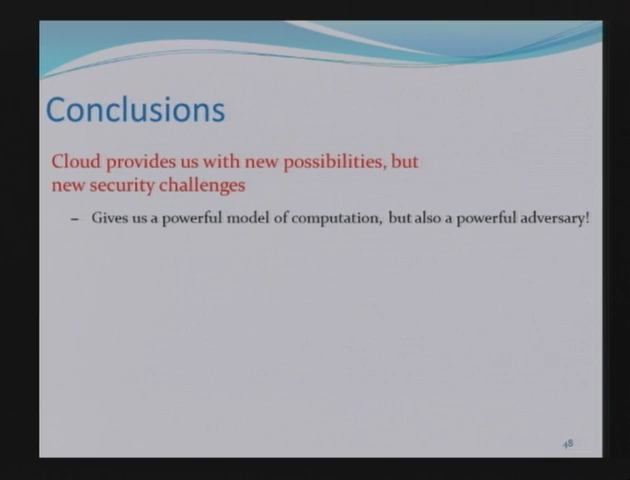 Conclusions
Cloud provides us with new possibilities, but
new security challenges
– Gives us a powerful model of computation, but also a powerful adversary!
48